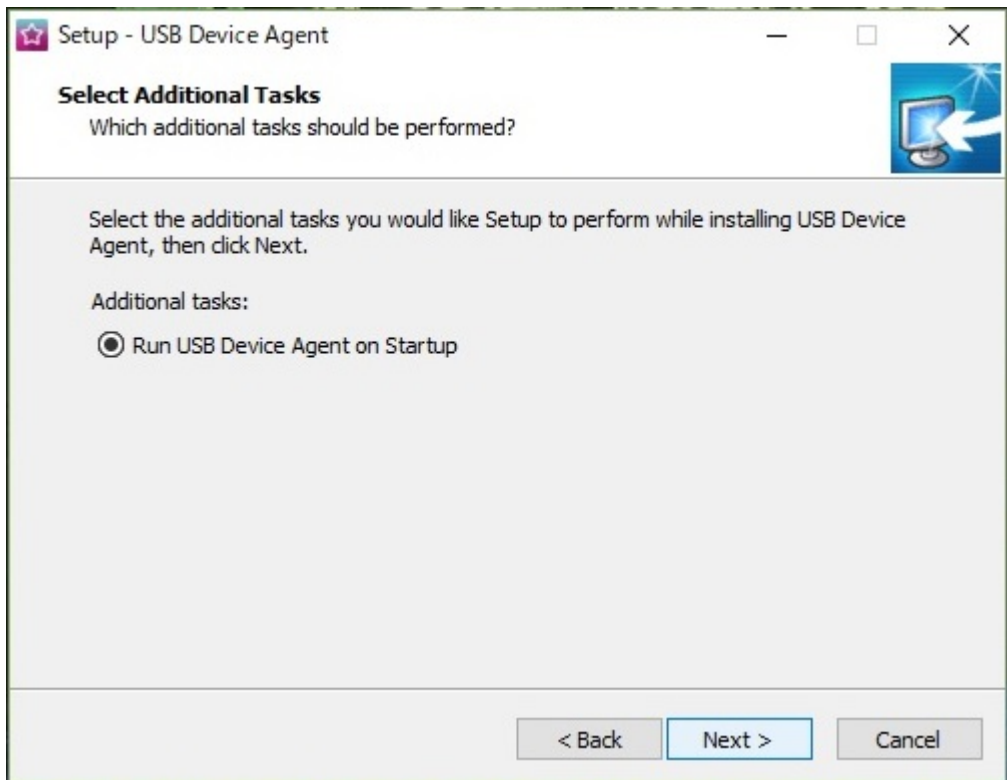 Setup - USB Device Agent
Select Additional Tasks
Which additional tasks should be performed?
Select the additional tasks you would like Setup to perform while installing USB Device
Agent, then click Next.
Additional tasks:
Run USB Device Agent on Startup
< Back
Next >
Cancel